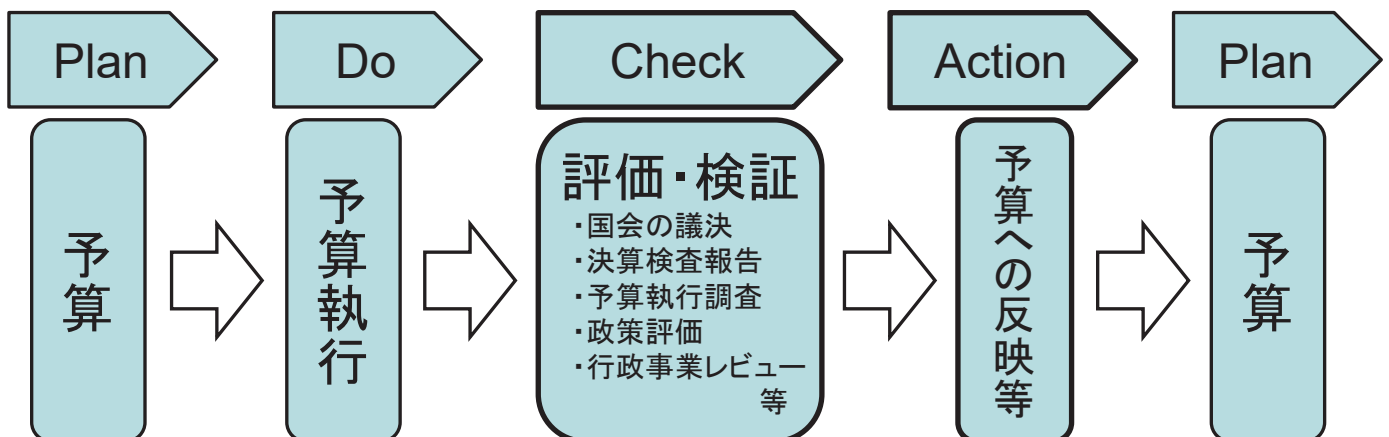 Plan
Do
Check
Action
Plan
予算
予算執行
評価・検証
・国会の議決
・決算検査報告
・予算執行調査
・政策評価
・行政事業レビュー
等
予算への反映等
予算